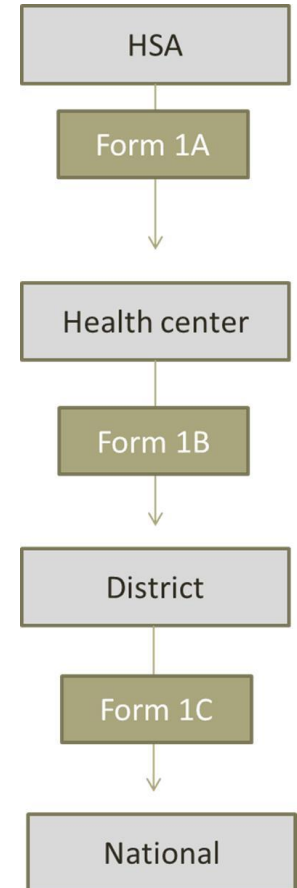 HSA
Form 1A
Health center
Form 1B
District
Form 1C
National